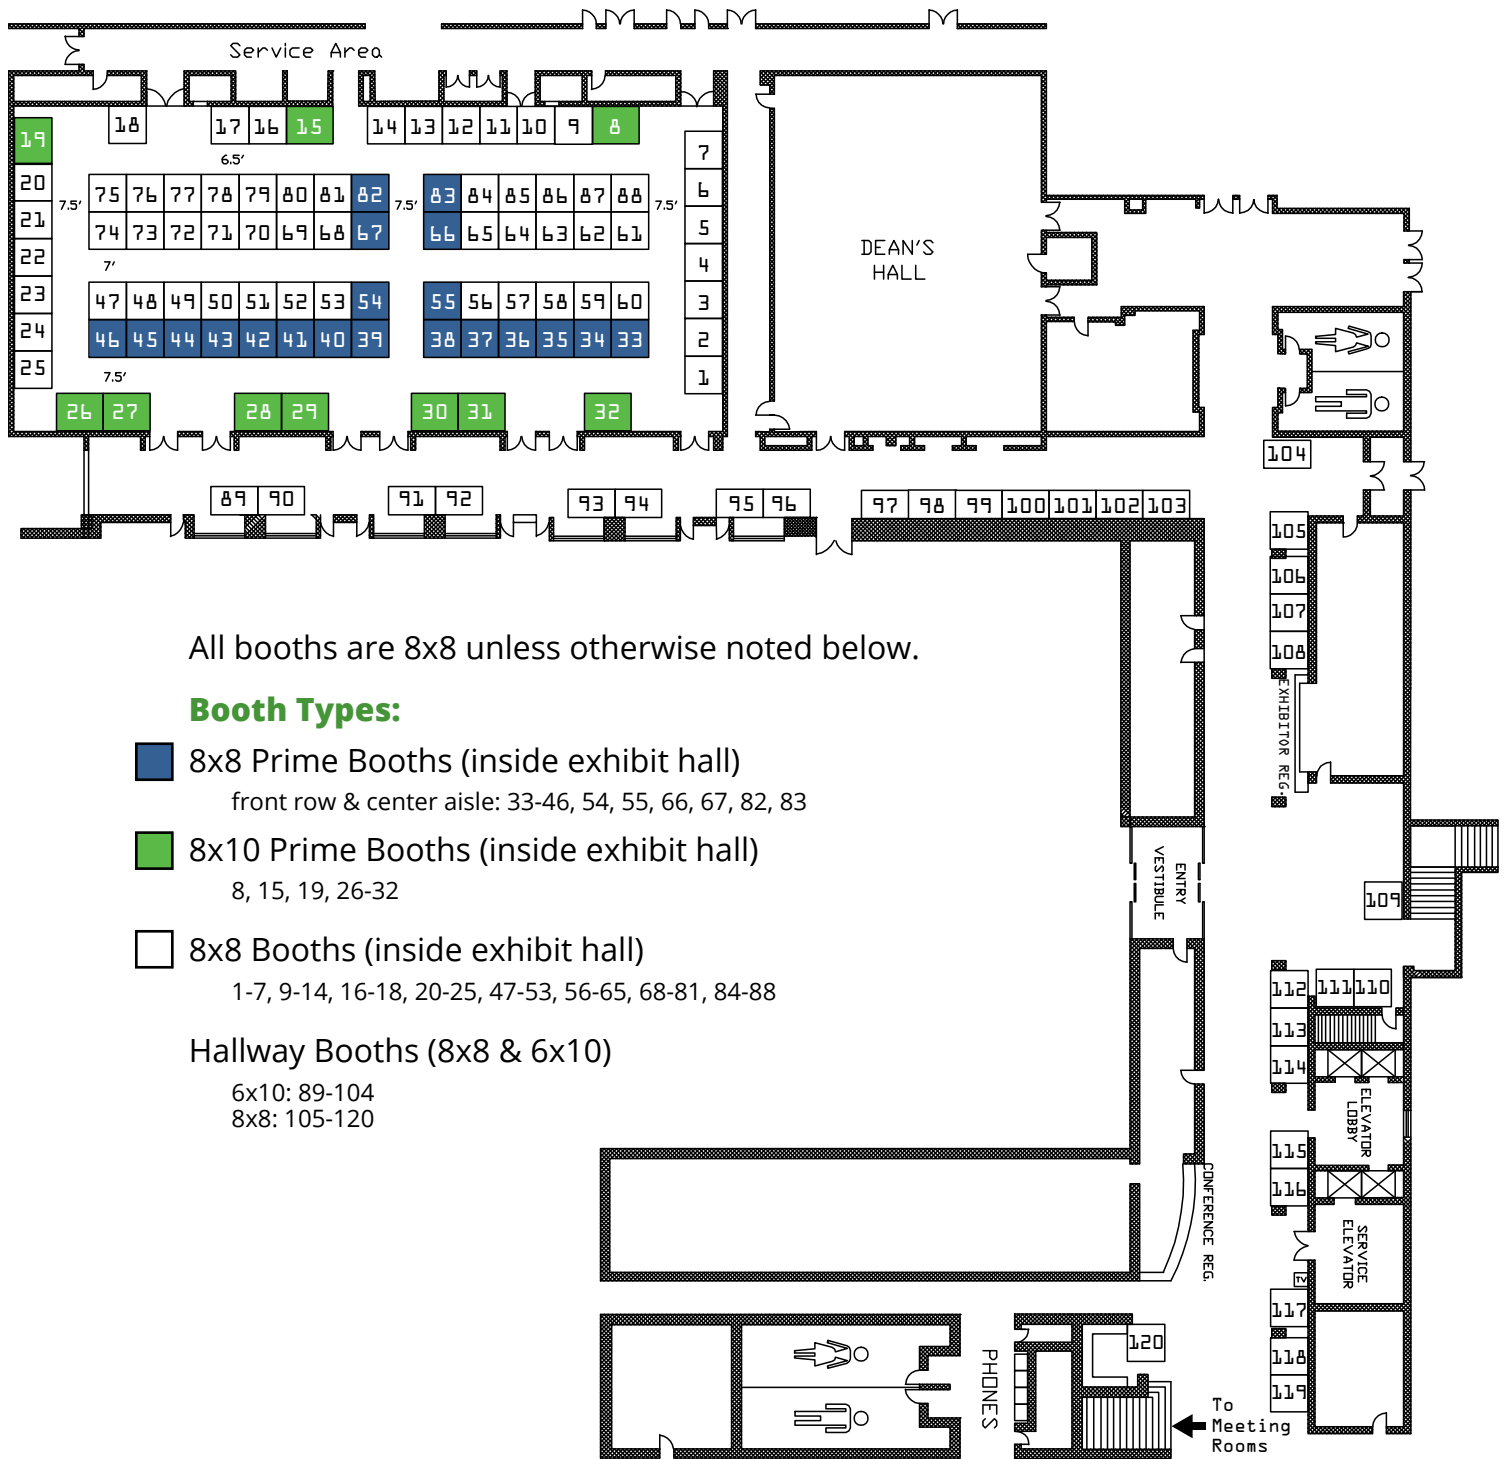 Service Area
18
17 16 15
14 13 12 11 10 9 8
19
20
21
22
23
24
25
6.5'
7
6
5
4
3
2
1
7.5'
75 76 77 78 79 80 81 82
7.5'
83 84 85 86 87 88
7.5'
74 73 72 71 70 69 68 67
66 65 64 63 62 61
7'
47 48 49 50 51 52 53 54
55 56 57 58 59 60
46 45 44 43 42 41 40 39
38 37 36 35 34 33
7.5'
26 27
28 29
30 31
32
DEAN'S
HALL
89 90
91 92
93 94
95 96
97 98 99 100 101 102 103
104
105
106
107
108
EXHIBITOR REG.
All booths are 8x8 unless otherwise noted below.
Booth Types:
8x8 Prime Booths (inside exhibit hall)
front row & center aisle: 33-46, 54, 55, 66, 67, 82, 83
8x10 Prime Booths (inside exhibit hall)
8, 15, 19, 26-32
8x8 Booths (inside exhibit hall)
1-7, 9-14, 16-18, 20-25, 47-53, 56-65, 68-81, 84-88
Hallway Booths (8x8 & 6x10)
6x10: 89-104
8x8: 105-120
ENTRY
VESTIBULE
109
112
111 110
113
114
ELEVATOR
LOBBY
115
116
CONFERENCE REG.
SERVICE
ELEVATOR
TV
117
118
119
120
PHONES
To
Meeting
Rooms